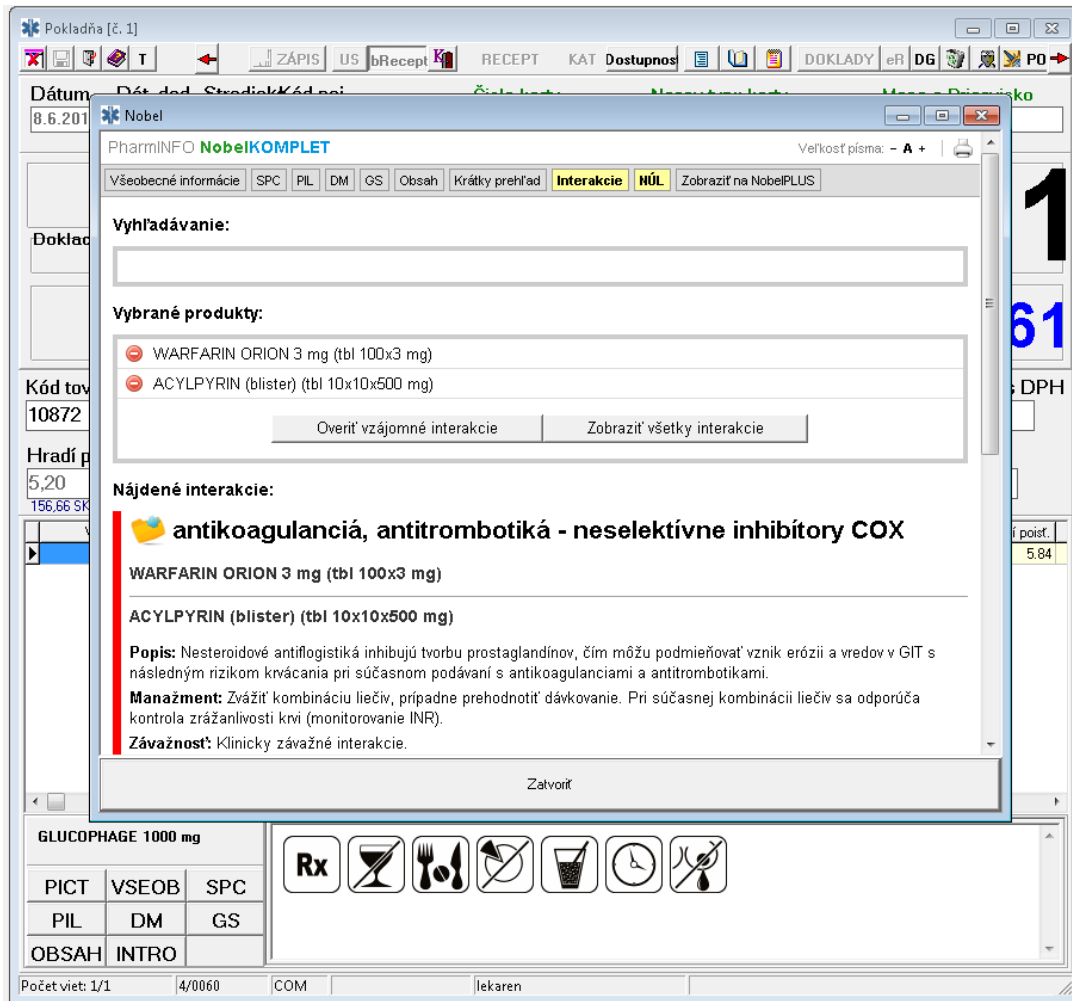 Pokladňa [č. 1]
T ZÁPIS US bRecept RECEPT KAT Dostupnos DOKLADY eR DG PO
Dátum
8.6.201
Nobel
PharmINFO NobelKOMPLET Veľkosť písma: - A +
Všeobecné informácie SPC PIL DM GS Obsah Krátky prehľad Interakcie NÚL Zobraziť na NobelPLUS
Vyhľadávanie:
1
Doklad
Vybrané produkty:
61
WARFARIN ORION 3 mg (tbl 100x3 mg)
ACYLPYRIN (blister) (tbl 10x10x500 mg)
Kód tov
s DPH
10872
Overiť vzájomné interakcie Zobraziť všetky interakcie
Hradí p
5,20
156,66 SK
Nájdené interakcie:
antikoagulanciá, antitrombotiká - neselektívne inhibítory COX
í poisť.
5.84
WARFARIN ORION 3 mg (tbl 100x3 mg)
ACYLPYRIN (blister) (tbl 10x10x500 mg)
Popis: Nesteroidové antiflogistiká inhibujú tvorbu prostaglandínov, čím môžu podmieňovať vznik erózií a vredov v GIT s
následným rizikom krvácania pri súčasnom podávaní s antikoagulanciami a antitrombotikami.
Manažment: Zvážiť kombináciu liečiv, prípadne prehodnotiť dávkovanie. Pri súčasnej kombinácii liečiv sa odporúča
kontrola zrážanlivosti krvi (monitorovanie INR).
Závažnosť: Klinicky závažné interakcie.
Zatvoriť
GLUCOPHAGE 1000 mg
Rx
PICT VSEOB SPC
PIL DM GS
OBSAH INTRO
Počet viet: 1/1 4/0060 COM lekaren